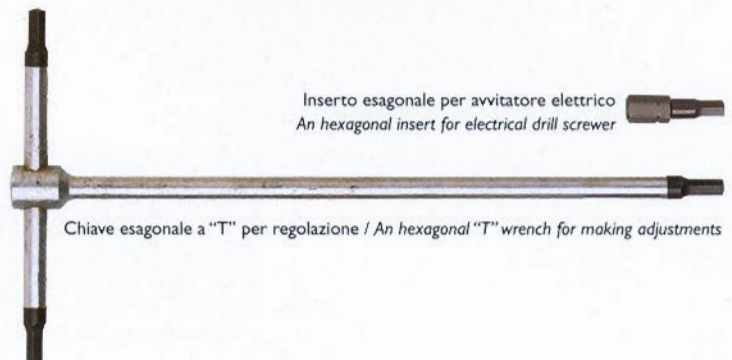 Inserto esagonale per avvitatore elettrico
An hexagonal insert for electrical drill screwer
Chiave esagonale a “T” per regolazione / An hexagonal “T” wrench for making adjustments